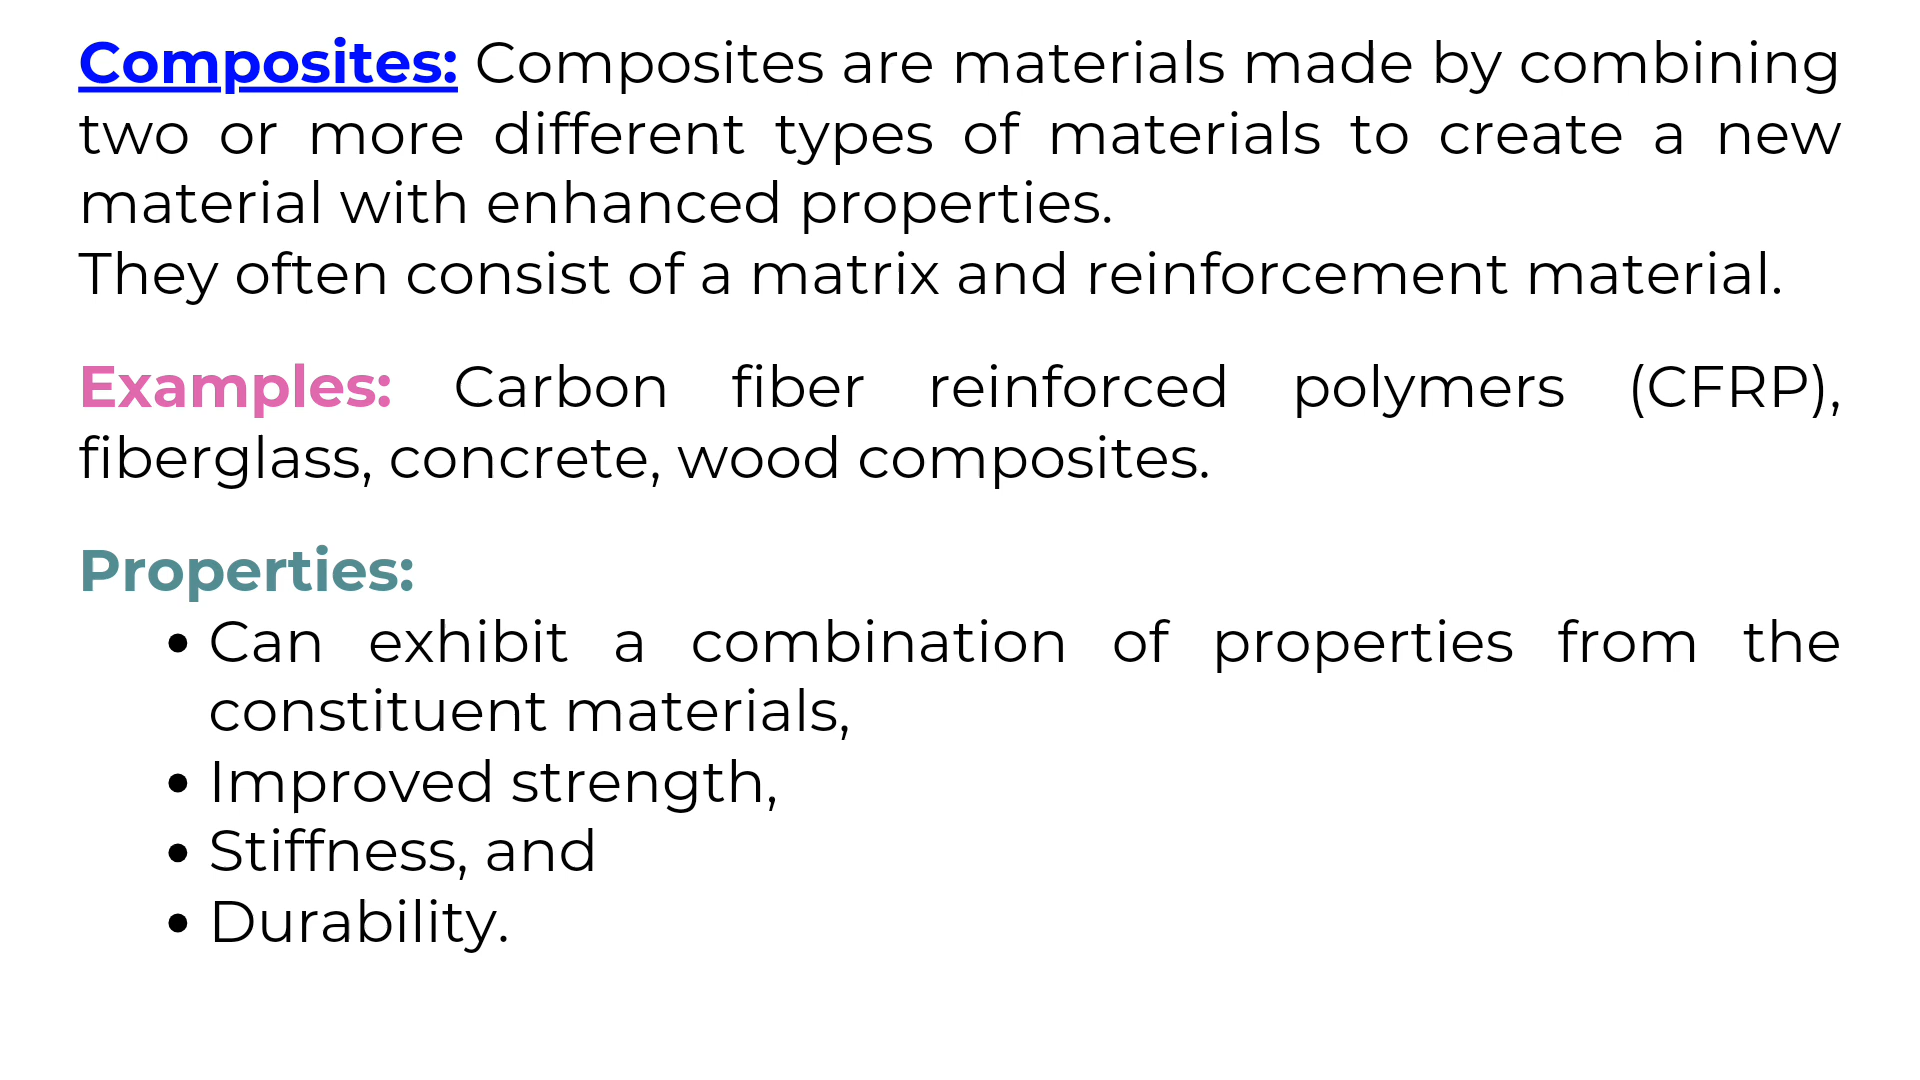 Composites: Composites are materials made by combining
two or more different types of materials to create a new
material with enhanced properties.
They often consist of a matrix and reinforcement material.
Examples: Carbon fiber reinforced polymers (CFRP),
fiberglass, concrete, wood composites.
Properties:
• Can exhibit a combination of properties from the
constituent materials,
• Improved strength,
• Stiffness, and
• Durability.